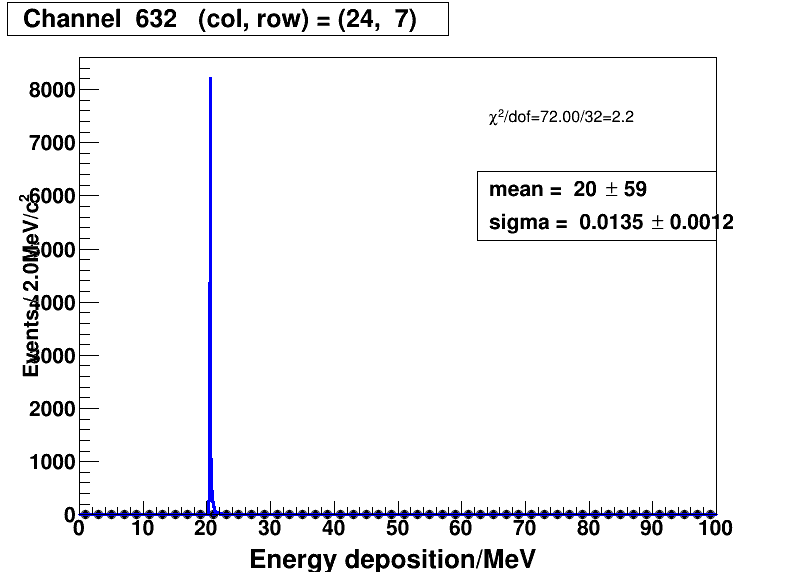 Channel 632 (col, row) = (24, 7)
χ²/dof=72.00/32=2.2
mean = 20 ± 59
sigma = 0.0135 ± 0.0012
Events / 2.0MeV/c²
8000
7000
6000
5000
4000
3000
2000
1000
0
0 10 20 30 40 50 60 70 80 90 100
Energy deposition/MeV